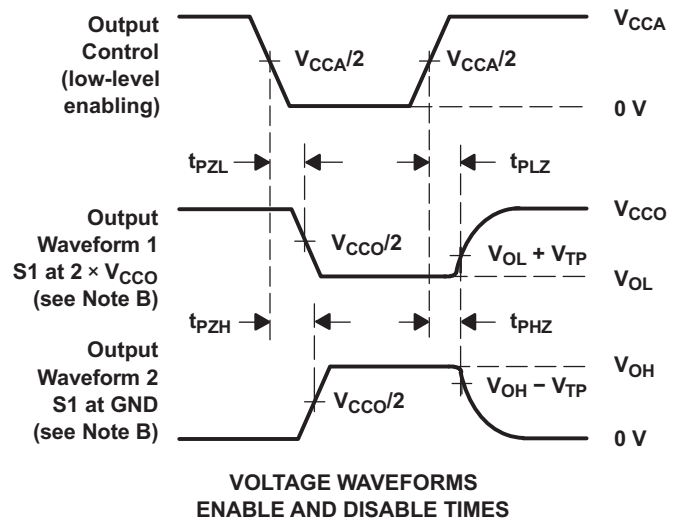 Output
Control
(low-level
enabling)
V_CCA/2
V_CCA/2
V_CCA
0 V
t_PZL
t_PLZ
Output
Waveform 1
S1 at 2 × V_CCO
(see Note B)
V_CCO/2
V_OL + V_TP
V_CCO
V_OL
t_PZH
t_PHZ
Output
Waveform 2
S1 at GND
(see Note B)
V_CCO/2
V_OH − V_TP
V_OH
0 V
VOLTAGE WAVEFORMS
ENABLE AND DISABLE TIMES